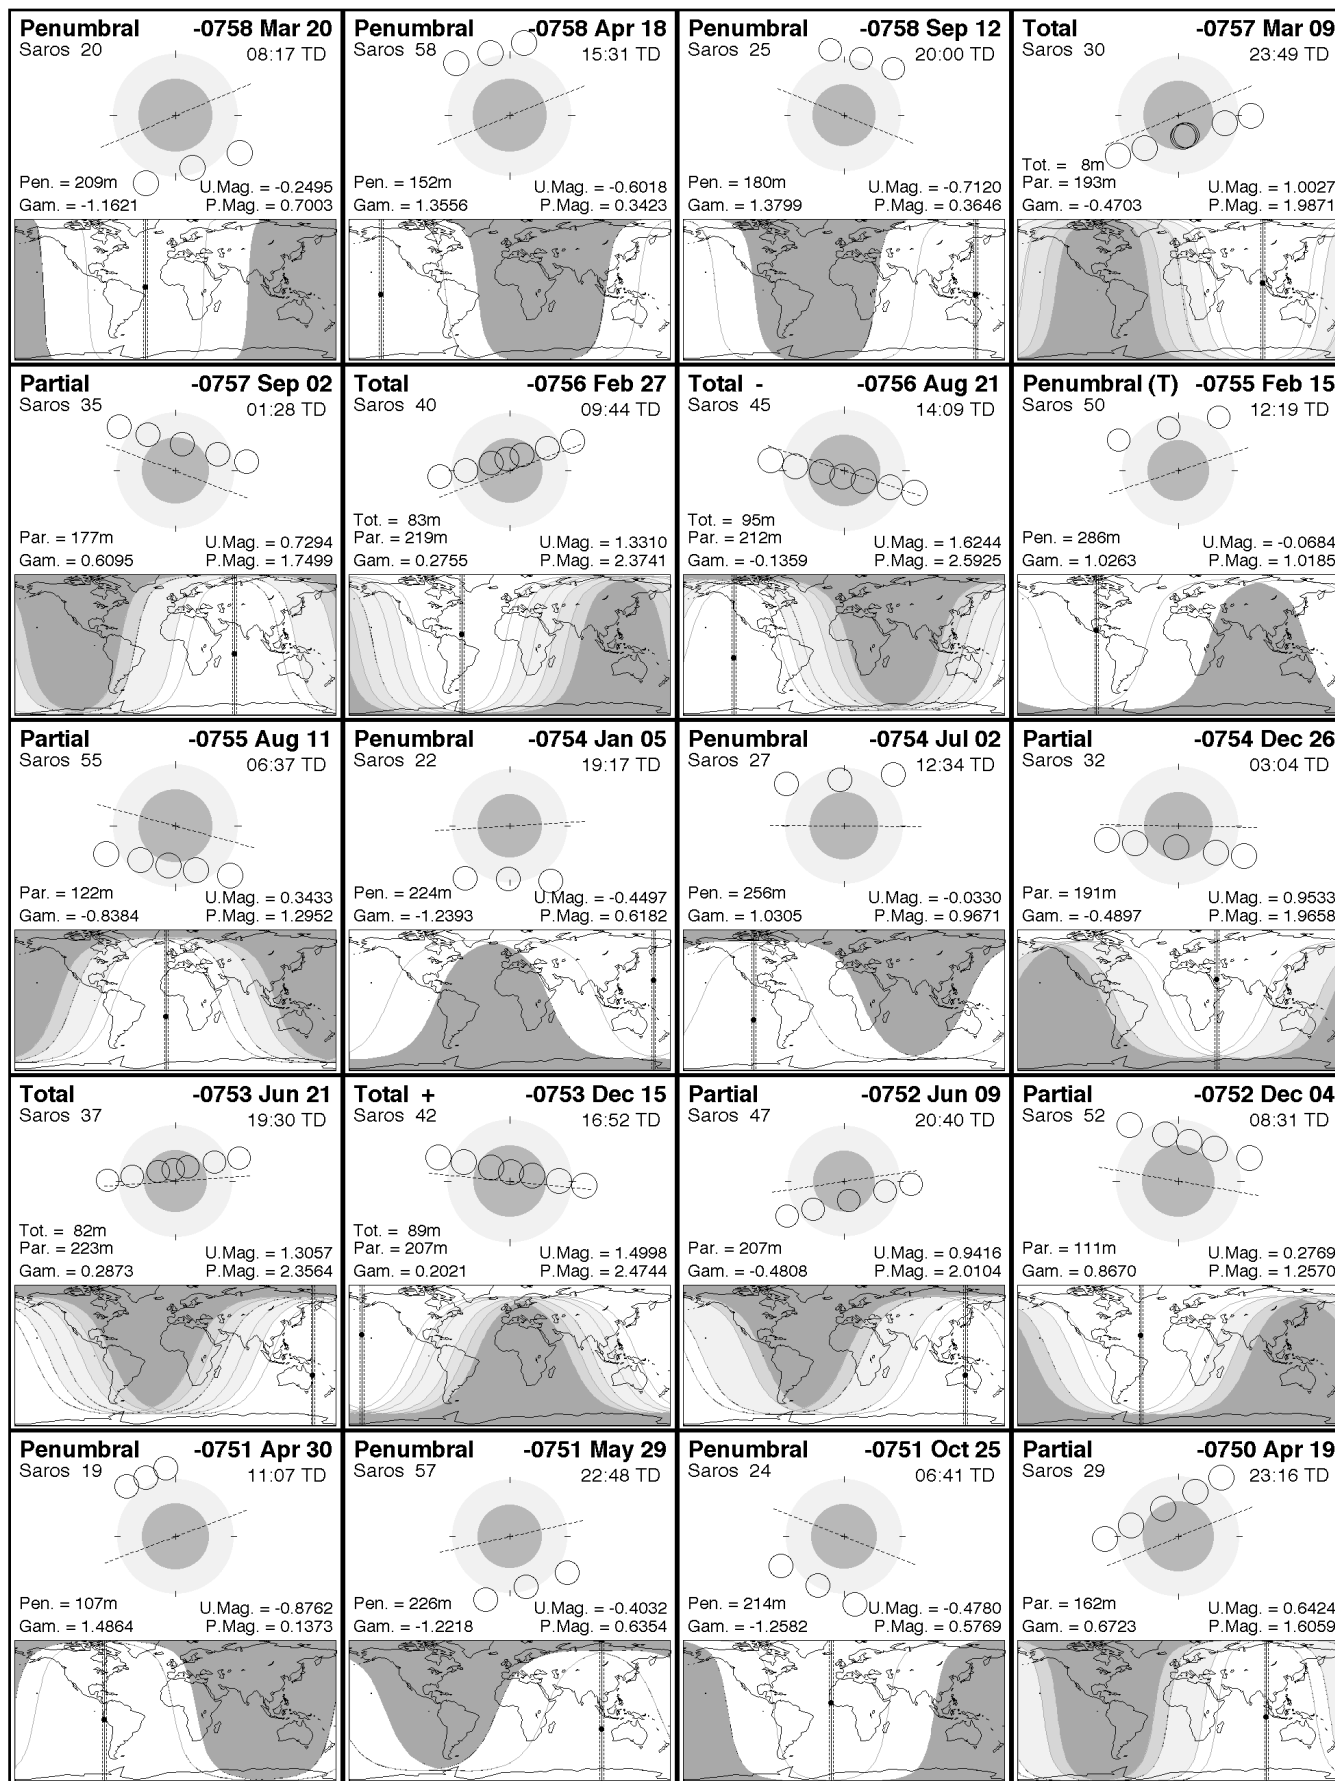 Penumbral -0758 Mar 20
Saros 20 08:17 TD
Pen. = 209m U.Mag. = -0.2495
Gam. = -1.1621 P.Mag. = 0.7003
Penumbral -0758 Apr 18
Saros 58 15:31 TD
Pen. = 152m U.Mag. = -0.6018
Gam. = 1.3556 P.Mag. = 0.3423
Penumbral -0758 Sep 12
Saros 25 20:00 TD
Pen. = 180m U.Mag. = -0.7120
Gam. = 1.3799 P.Mag. = 0.3646
Total -0757 Mar 09
Saros 30 23:49 TD
Tot. = 8m
Par. = 193m U.Mag. = 1.0027
Gam. = -0.4703 P.Mag. = 1.9871
Partial -0757 Sep 02
Saros 35 01:28 TD
Par. = 177m U.Mag. = 0.7294
Gam. = 0.6095 P.Mag. = 1.7499
Total -0756 Feb 27
Saros 40 09:44 TD
Tot. = 83m
Par. = 219m U.Mag. = 1.3310
Gam. = 0.2755 P.Mag. = 2.3741
Total - -0756 Aug 21
Saros 45 14:09 TD
Tot. = 95m
Par. = 212m U.Mag. = 1.6244
Gam. = -0.1359 P.Mag. = 2.5925
Penumbral (T) -0755 Feb 15
Saros 50 12:19 TD
Pen. = 286m U.Mag. = -0.0684
Gam. = 1.0263 P.Mag. = 1.0185
Partial -0755 Aug 11
Saros 55 06:37 TD
Par. = 122m U.Mag. = 0.3433
Gam. = -0.8384 P.Mag. = 1.2952
Penumbral -0754 Jan 05
Saros 22 19:17 TD
Pen. = 224m U.Mag. = -0.4497
Gam. = -1.2393 P.Mag. = 0.6182
Penumbral -0754 Jul 02
Saros 27 12:34 TD
Pen. = 256m U.Mag. = -0.0330
Gam. = 1.0305 P.Mag. = 0.9671
Partial -0754 Dec 26
Saros 32 03:04 TD
Par. = 191m U.Mag. = 0.9533
Gam. = -0.4897 P.Mag. = 1.9658
Total -0753 Jun 21
Saros 37 19:30 TD
Tot. = 82m
Par. = 223m U.Mag. = 1.3057
Gam. = 0.2873 P.Mag. = 2.3564
Total + -0753 Dec 15
Saros 42 16:52 TD
Tot. = 89m
Par. = 207m U.Mag. = 1.4998
Gam. = 0.2021 P.Mag. = 2.4744
Partial -0752 Jun 09
Saros 47 20:40 TD
Par. = 207m U.Mag. = 0.9416
Gam. = -0.4808 P.Mag. = 2.0104
Partial -0752 Dec 04
Saros 52 08:31 TD
Par. = 111m U.Mag. = 0.2769
Gam. = 0.8670 P.Mag. = 1.2570
Penumbral -0751 Apr 30
Saros 19 11:07 TD
Pen. = 107m U.Mag. = -0.8762
Gam. = 1.4864 P.Mag. = 0.1373
Penumbral -0751 May 29
Saros 57 22:48 TD
Pen. = 226m U.Mag. = -0.4032
Gam. = -1.2218 P.Mag. = 0.6354
Penumbral -0751 Oct 25
Saros 24 06:41 TD
Pen. = 214m U.Mag. = -0.4780
Gam. = -1.2582 P.Mag. = 0.5769
Partial -0750 Apr 19
Saros 29 23:16 TD
Par. = 162m U.Mag. = 0.6424
Gam. = 0.6723 P.Mag. = 1.6059